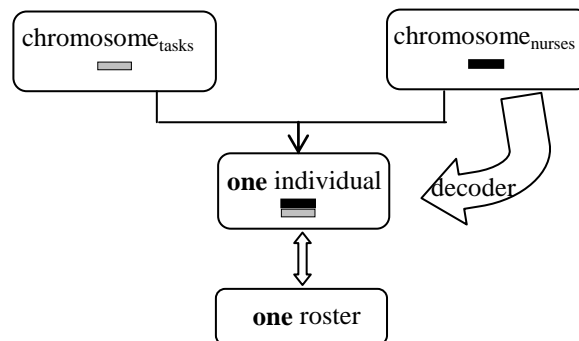 chromosome_tasks
chromosome_nurses
one individual
decoder
one roster